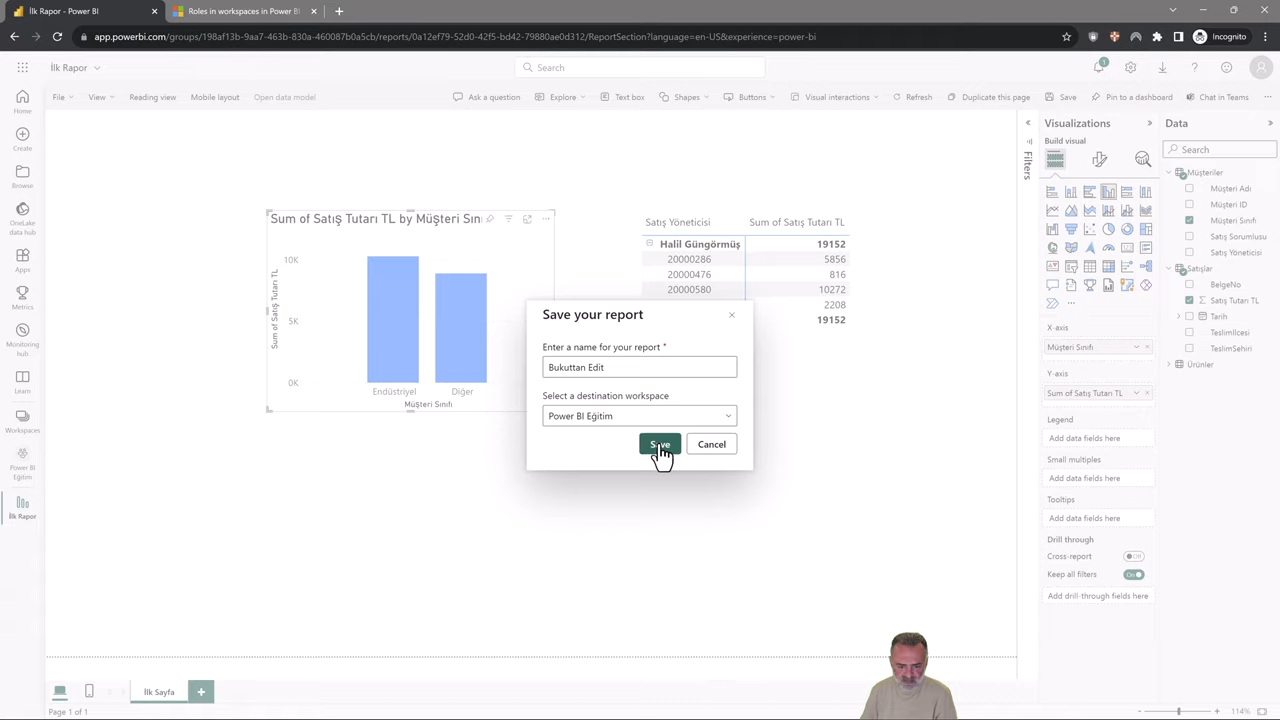 İlk Rapor - Power BI
Roles in workspaces in Power BI
app.powerbi.com/groups/198af13b-9aa7-463b-830a-460087b0a5cb/reports/0a12ef79-5d2d-4765-bd42-79880ae0d312/ReportSection?language=en-US&experience=power-bi
Incognito
İlk Rapor
Search
1
File
View
Reading view
Mobile layout
Open data model
Ask a question
Explore
Text box
Shapes
Buttons
Visual interactions
Refresh
Duplicate this page
Save
Pin to a dashboard
Chat in Teams
Home
Create
Browse
OneLake
data hub
Apps
Metrics
Monitoring
hub
Learn
Workspaces
Power BI
Eğitim
İlk Rapor
Sum of Satış Tutarı TL by Müşteri Sını
Sum of Satış Tutarı TL
10K
5K
0K
Endüstriyel
Diğer
Müşteri Sınıfı
Satış Yöneticisi
Sum of Satış Tutarı TL
Halil Güngörmüş
19152
20000286
5856
20000476
816
20000580
10272
2208
19152
Save your report
Enter a name for your report *
Bukuttan Edit
Select a destination workspace
Power BI Eğitim
Save
Cancel
Filters
Visualizations
Build visual
X-axis
Müşteri Sınıfı
Y-axis
Sum of Satış Tutarı TL
Legend
Add data fields here
Small multiples
Add data fields here
Tooltips
Add data fields here
Drill through
Cross-report
Off
Keep all filters
On
Add drill-through fields here
Data
Search
Müşteriler
Müşteri Adı
Müşteri ID
Müşteri Sınıfı
Satış Sorumlusu
Satış Yöneticisi
Satışlar
BelgeNo
Satış Tutarı TL
Tarih
TeslimIlcesi
TeslimSehiri
Ürünler
İlk Sayfa
Page 1 of 1
114%